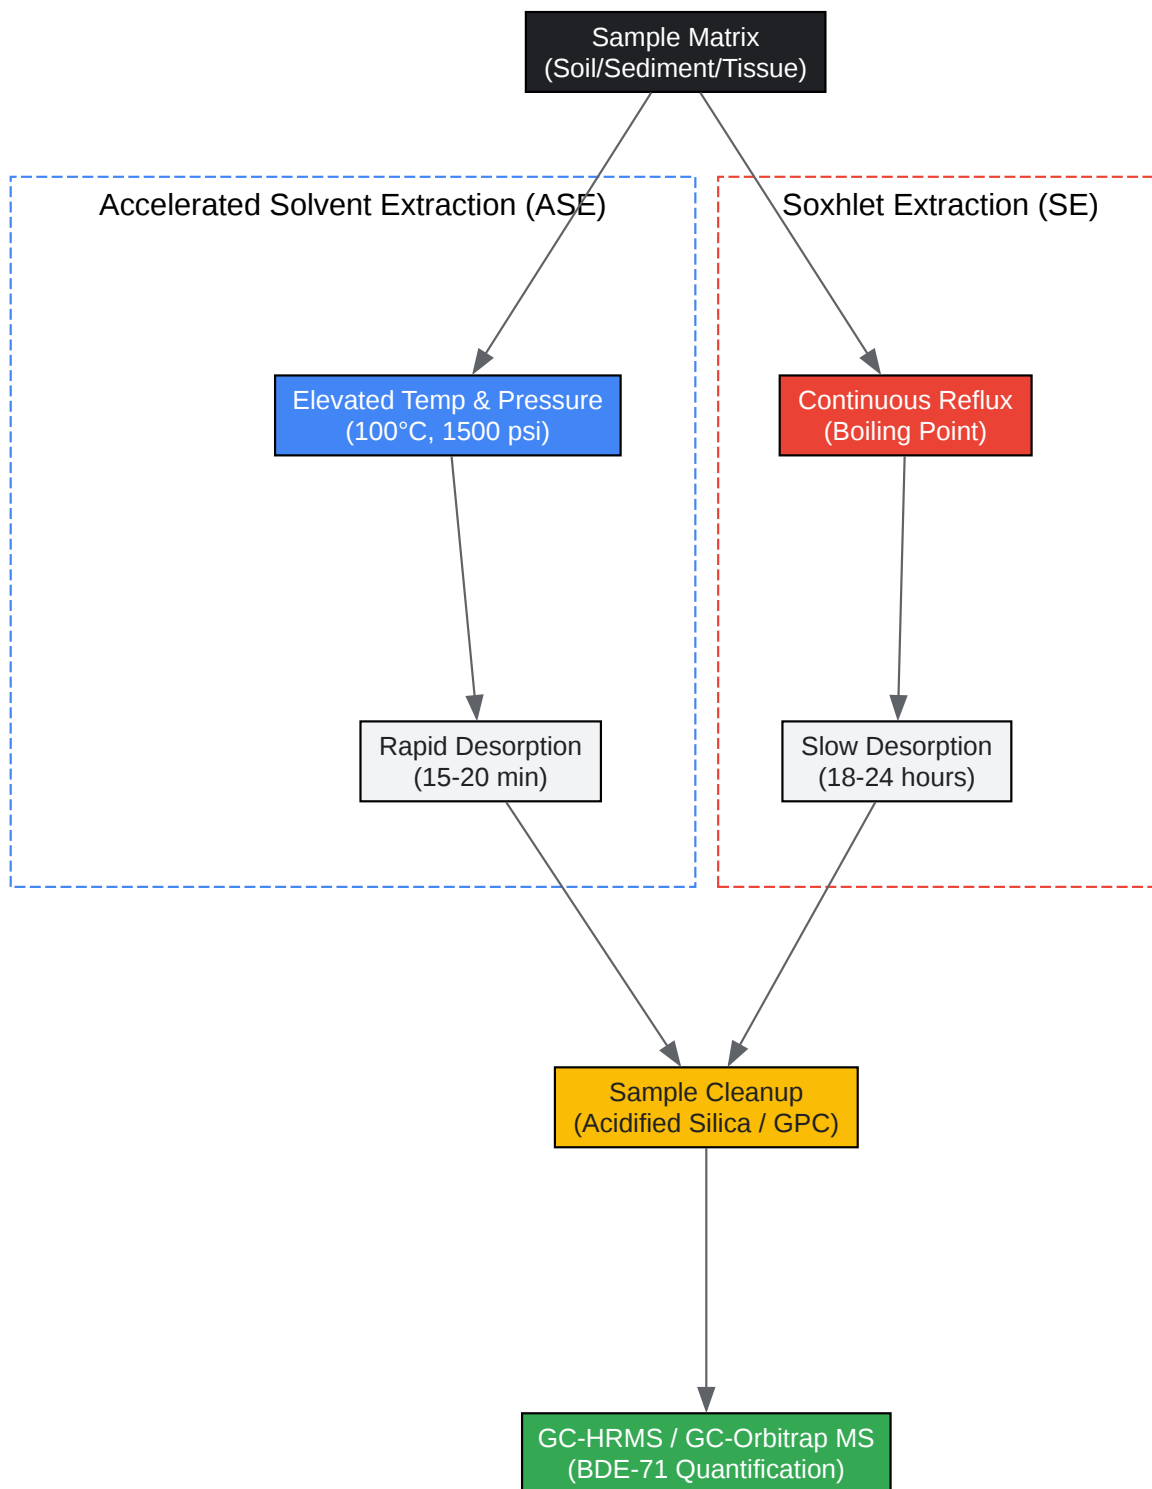 Sample Matrix
(Soil/Sediment/Tissue)
Accelerated Solvent Extraction (ASE)
Soxhlet Extraction (SE)
Elevated Temp & Pressure
(100°C, 1500 psi)
Continuous Reflux
(Boiling Point)
Rapid Desorption
(15-20 min)
Slow Desorption
(18-24 hours)
Sample Cleanup
(Acidified Silica / GPC)
GC-HRMS / GC-Orbitrap MS
(BDE-71 Quantification)